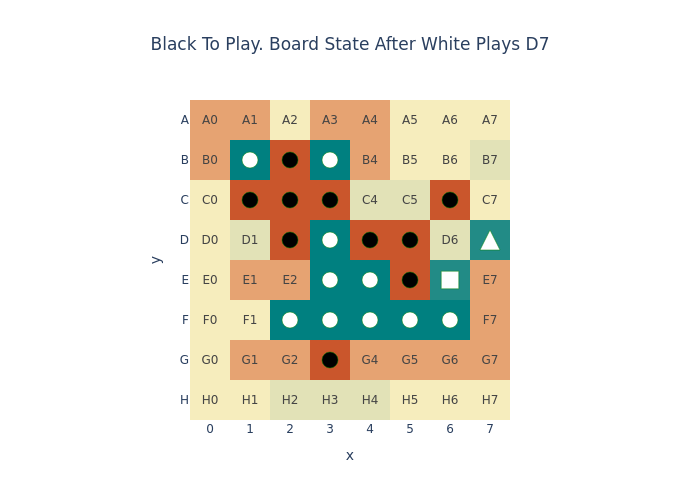 Black To Play. Board State After White Plays D7
A A0 A1 A2 A3 A4 A5 A6 A7
B B0 B4 B5 B6 B7
C C0 C4 C5 C7
D D0 D1 D6
y
E E0 E1 E2 E7
F F0 F1 F7
G G0 G1 G2 G4 G5 G6 G7
H H0 H1 H2 H3 H4 H5 H6 H7
0 1 2 3 4 5 6 7
x